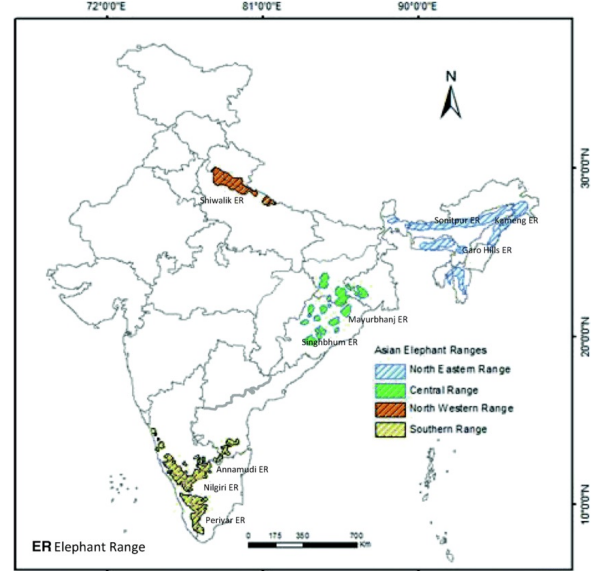 72°0'0"E 81°0'0"E 90°0'0"E
N
30°0'0"N
Shiwalik ER
Sonitpur ER Kemeng ER
Garo Hills ER
Mayurbhanj ER
20°0'0"N
Singhbhum ER
Asian Elephant Ranges
North Eastern Range
Central Range
North Western Range
Southern Range
Annamudi ER
Nilgiri ER
10°0'0"N
Periyar ER
0 175 350 700
Km
ER Elephant Range